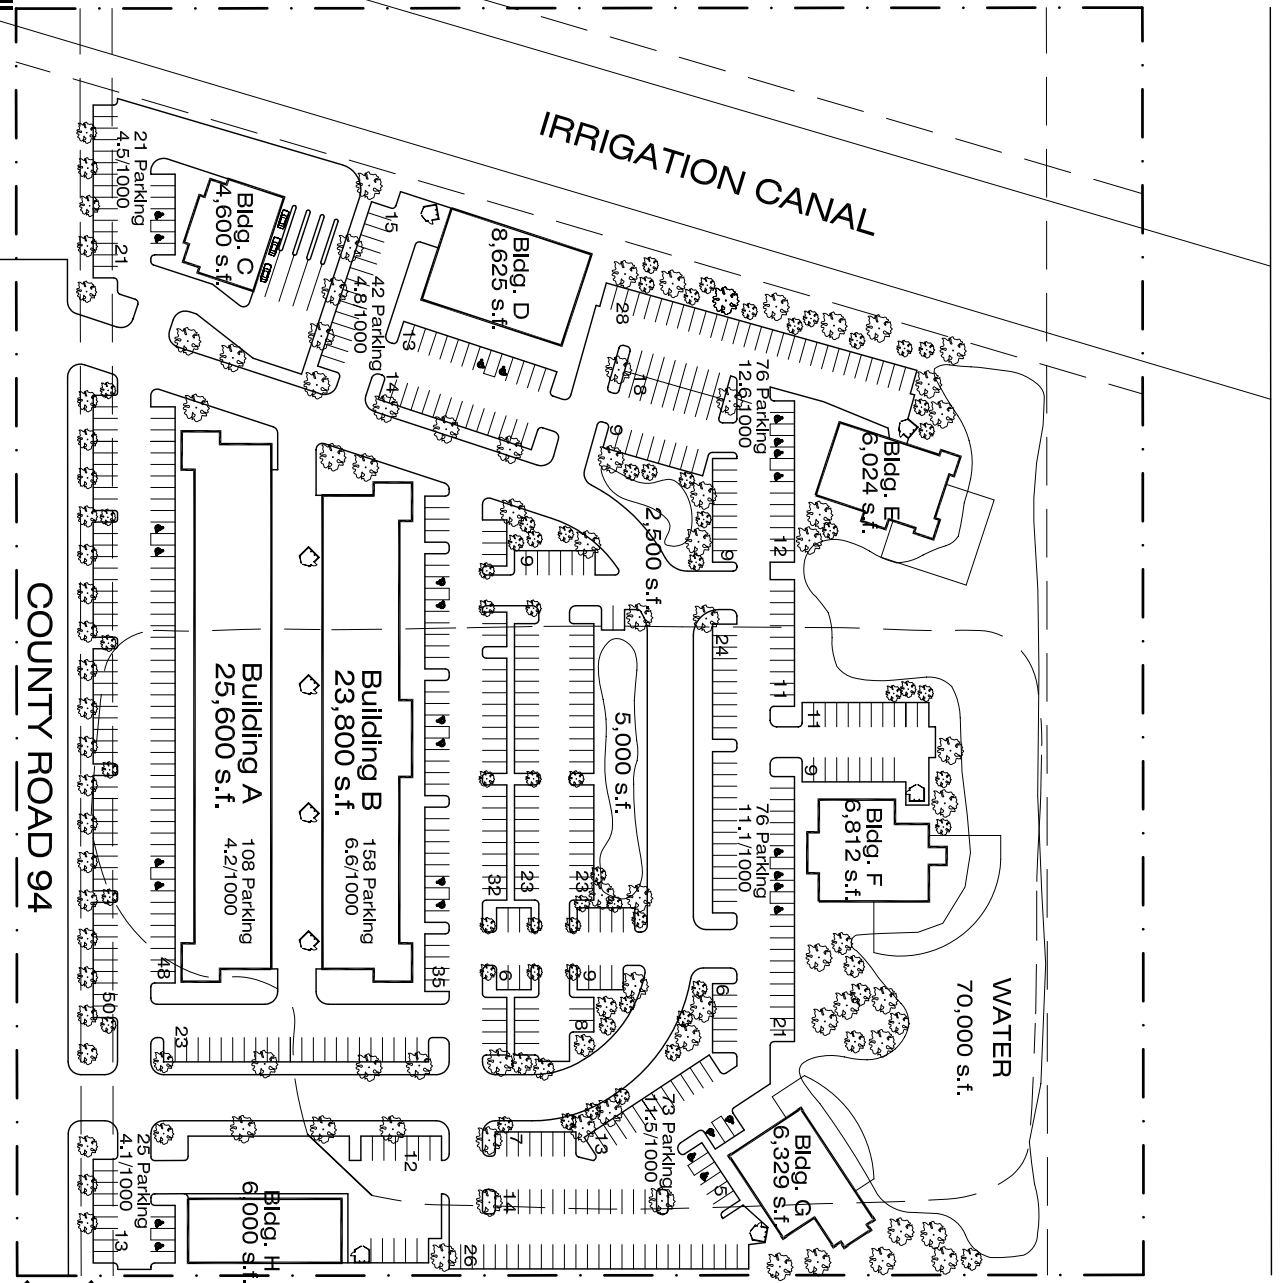 IRRIGATION CANAL
21 Parking
4.5/1000
21
Bldg. C
4,600 s.f.
15
42 Parking
4.8/1000
13
14
Bldg. D
8,625 s.f.
28
18
9
76 Parking
12.6/1000
Bldg. E
6,024 s.f.
2,500 s.f.
9
12
9
COUNTY ROAD 94
Building A
25,600 s.f.
108 Parking
4.2/1000
Building B
23,800 s.f.
158 Parking
6.6/1000
5,000 s.f.
24
11
11
9
76 Parking
11.1/1000
Bldg. F
6,812 s.f.
32
23
23
48
50
35
6
9
8
6
21
23
WATER
70,000 s.f.
25 Parking
4.1/1000
13
12
Bldg. H
6,000 s.f.
7
13
14
26
73 Parking
11.5/1000
5
Bldg. G
6,329 s.f.